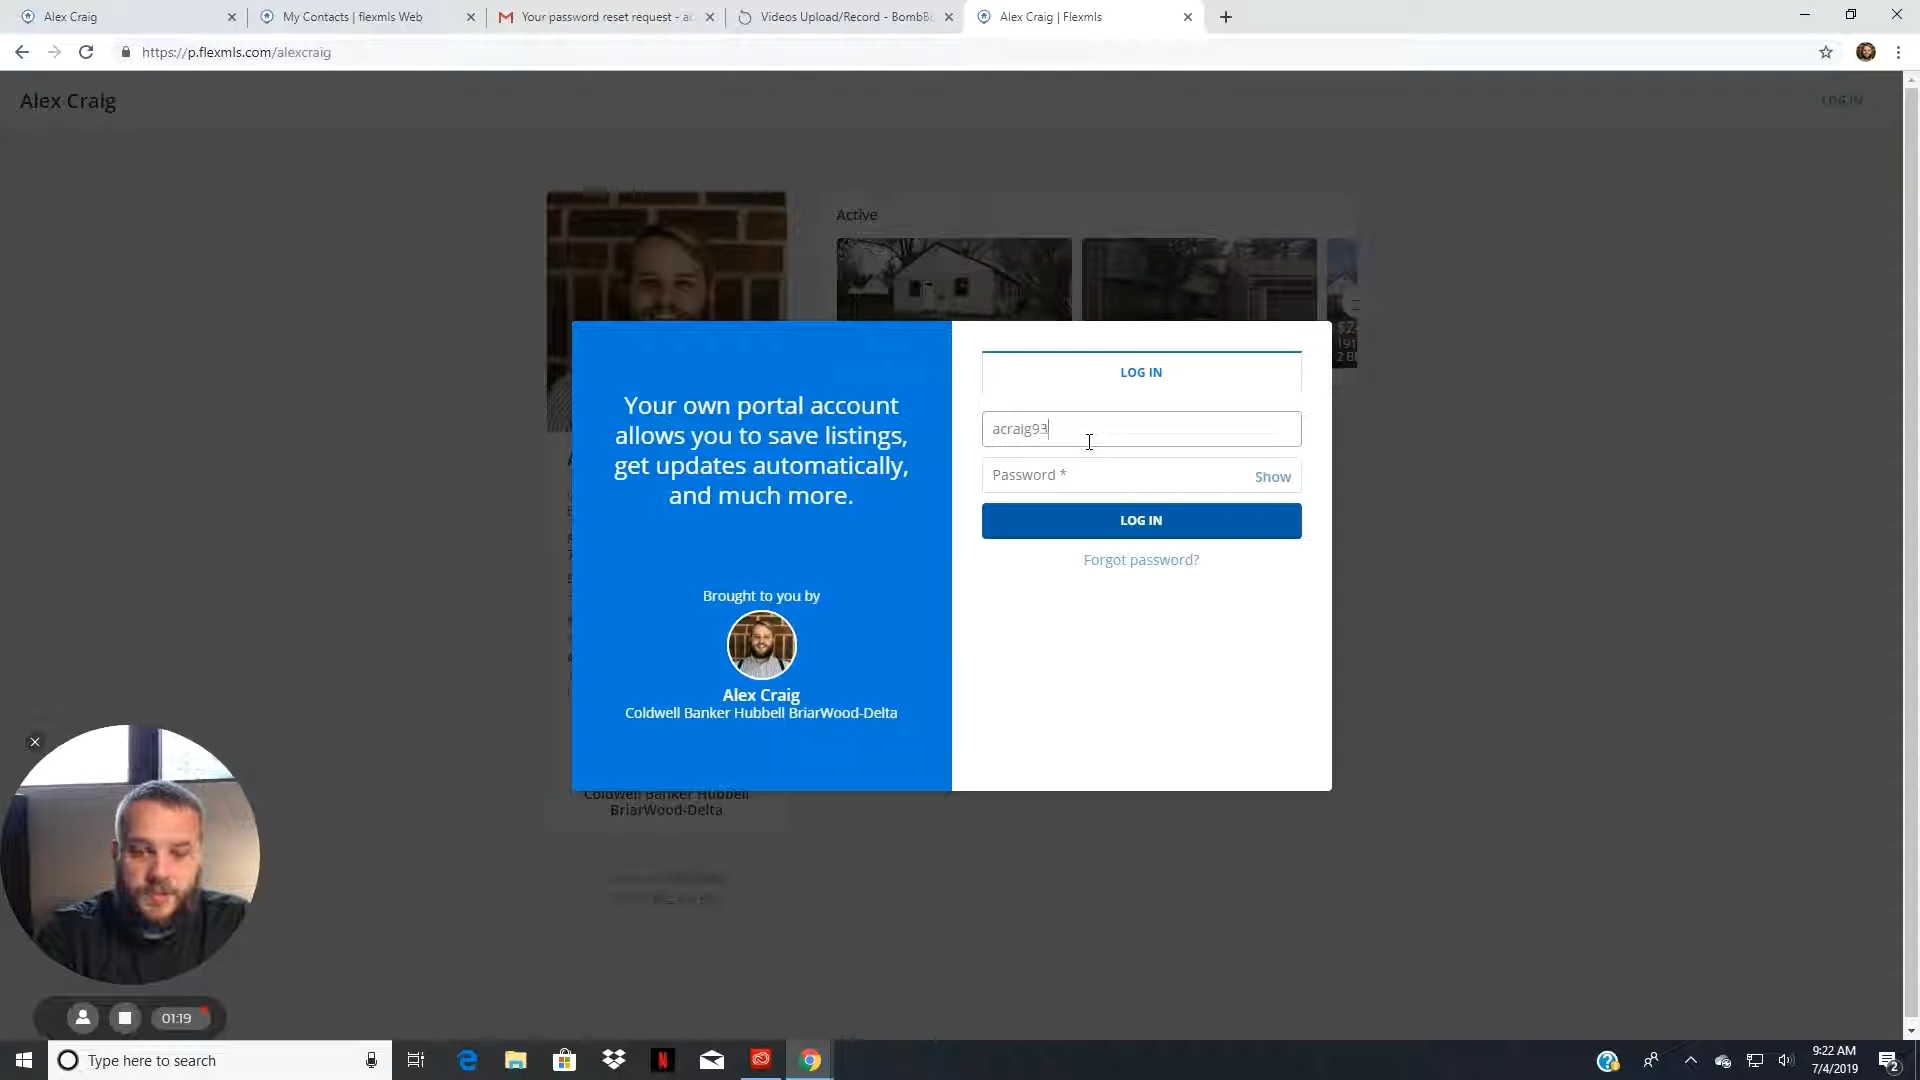 Alex Craig
My Contacts | flexmls Web
Your password reset request - ac
Videos Upload/Record - BombBo
Alex Craig | Flexmls
https://p.flexmls.com/alexcraig
Alex Craig
LOG IN
Active
LOG IN
Your own portal account
allows you to save listings,
get updates automatically,
and much more.
acraig93
Password *
Show
LOG IN
Forgot password?
Brought to you by
Alex Craig
Coldwell Banker Hubbell BriarWood-Delta
Coldwell Banker Hubbell
BriarWood-Delta
01:19
Type here to search
9:22 AM
7/4/2019
2